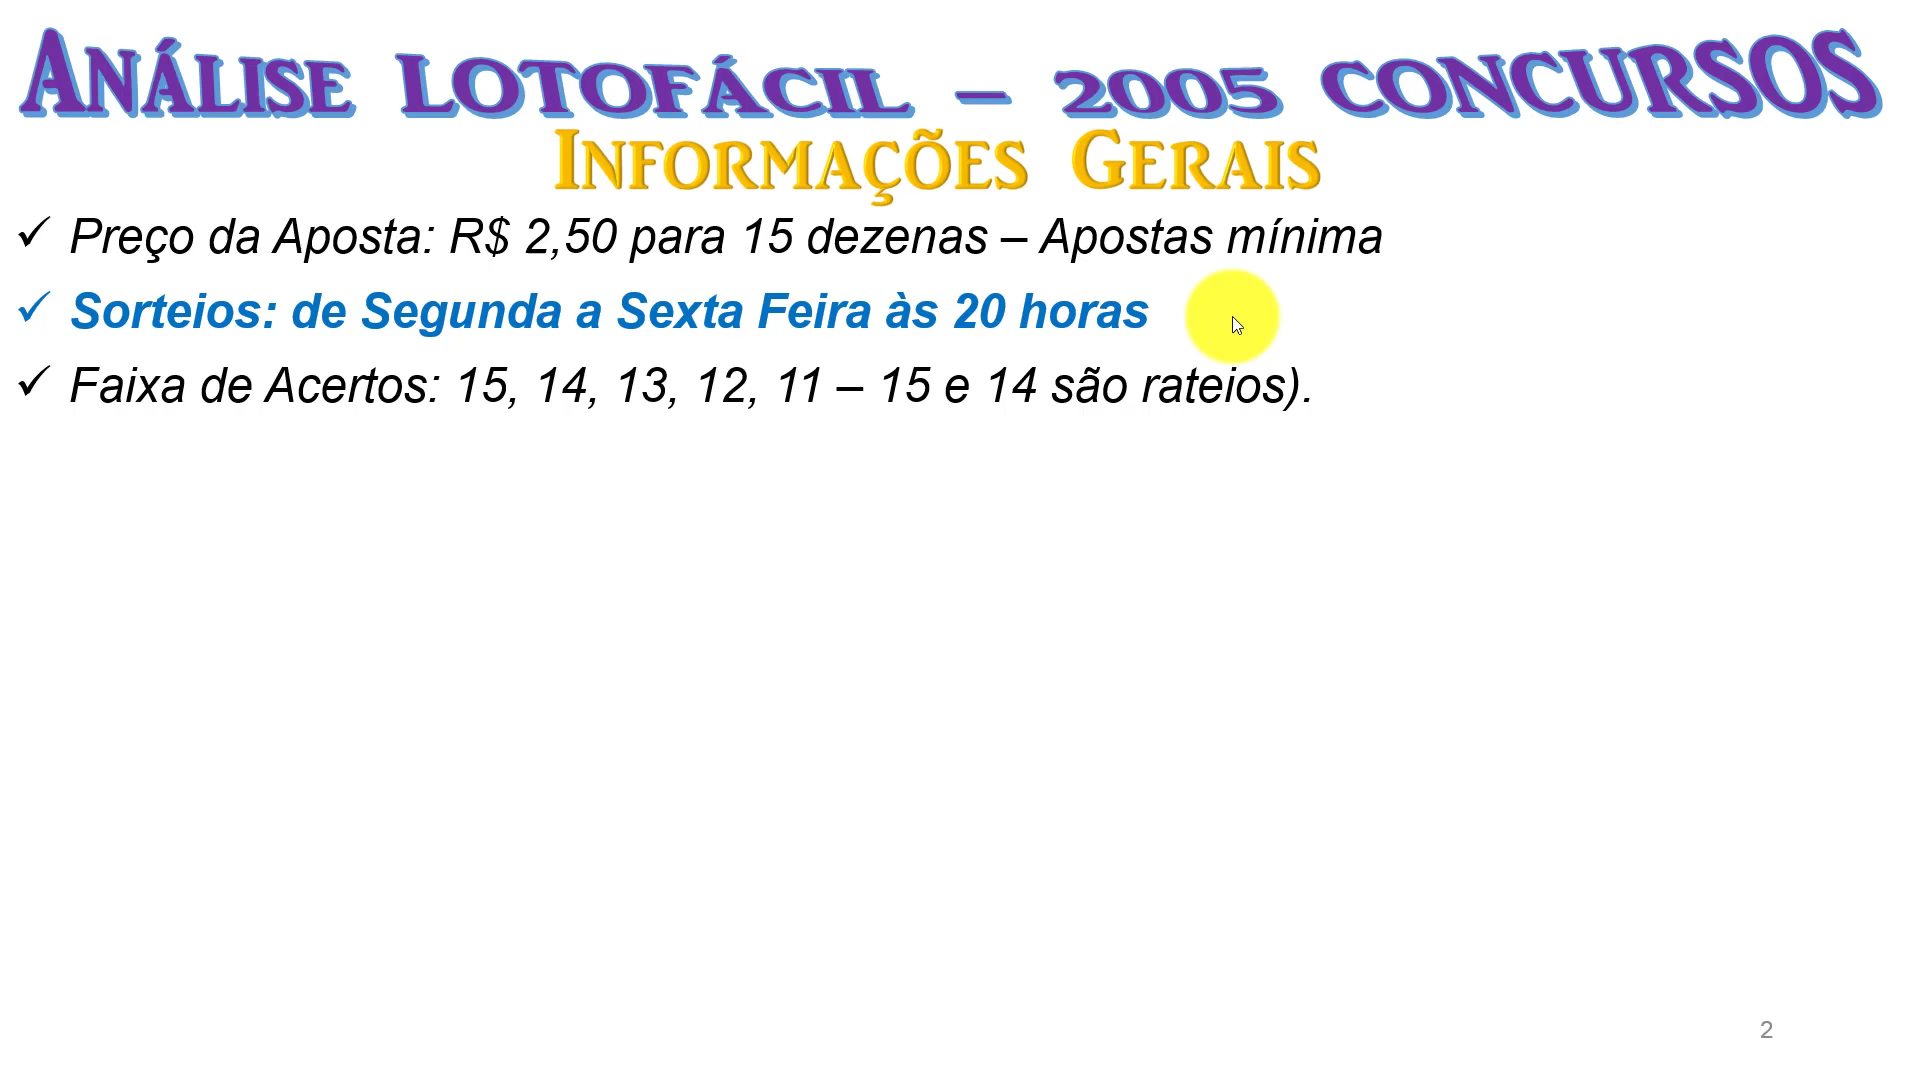 Análise Lotofácil – 2005 concursos
Informações Gerais
✓ Preço da Aposta: R$ 2,50 para 15 dezenas – Apostas mínima
✓ Sorteios: de Segunda a Sexta Feira às 20 horas
✓ Faixa de Acertos: 15, 14, 13, 12, 11 – 15 e 14 são rateios).
2